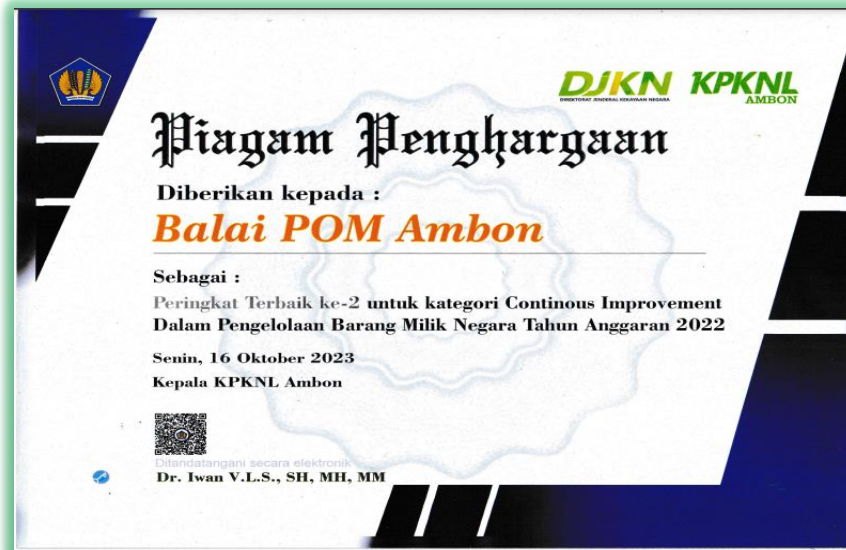 DJKN KPKNL
DIREKTORAT JENDERAL KEKAYAAN NEGARA AMBON
Piagam Penghargaan
Diberikan kepada :
Balai POM Ambon
Sebagai :
Peringkat Terbaik ke-2 untuk kategori Continous Improvement
Dalam Pengelolaan Barang Milik Negara Tahun Anggaran 2022
Senin, 16 Oktober 2023
Kepala KPKNL Ambon
Ditandatangani secara elektronik
Dr. Iwan V.L.S., SH, MH, MM